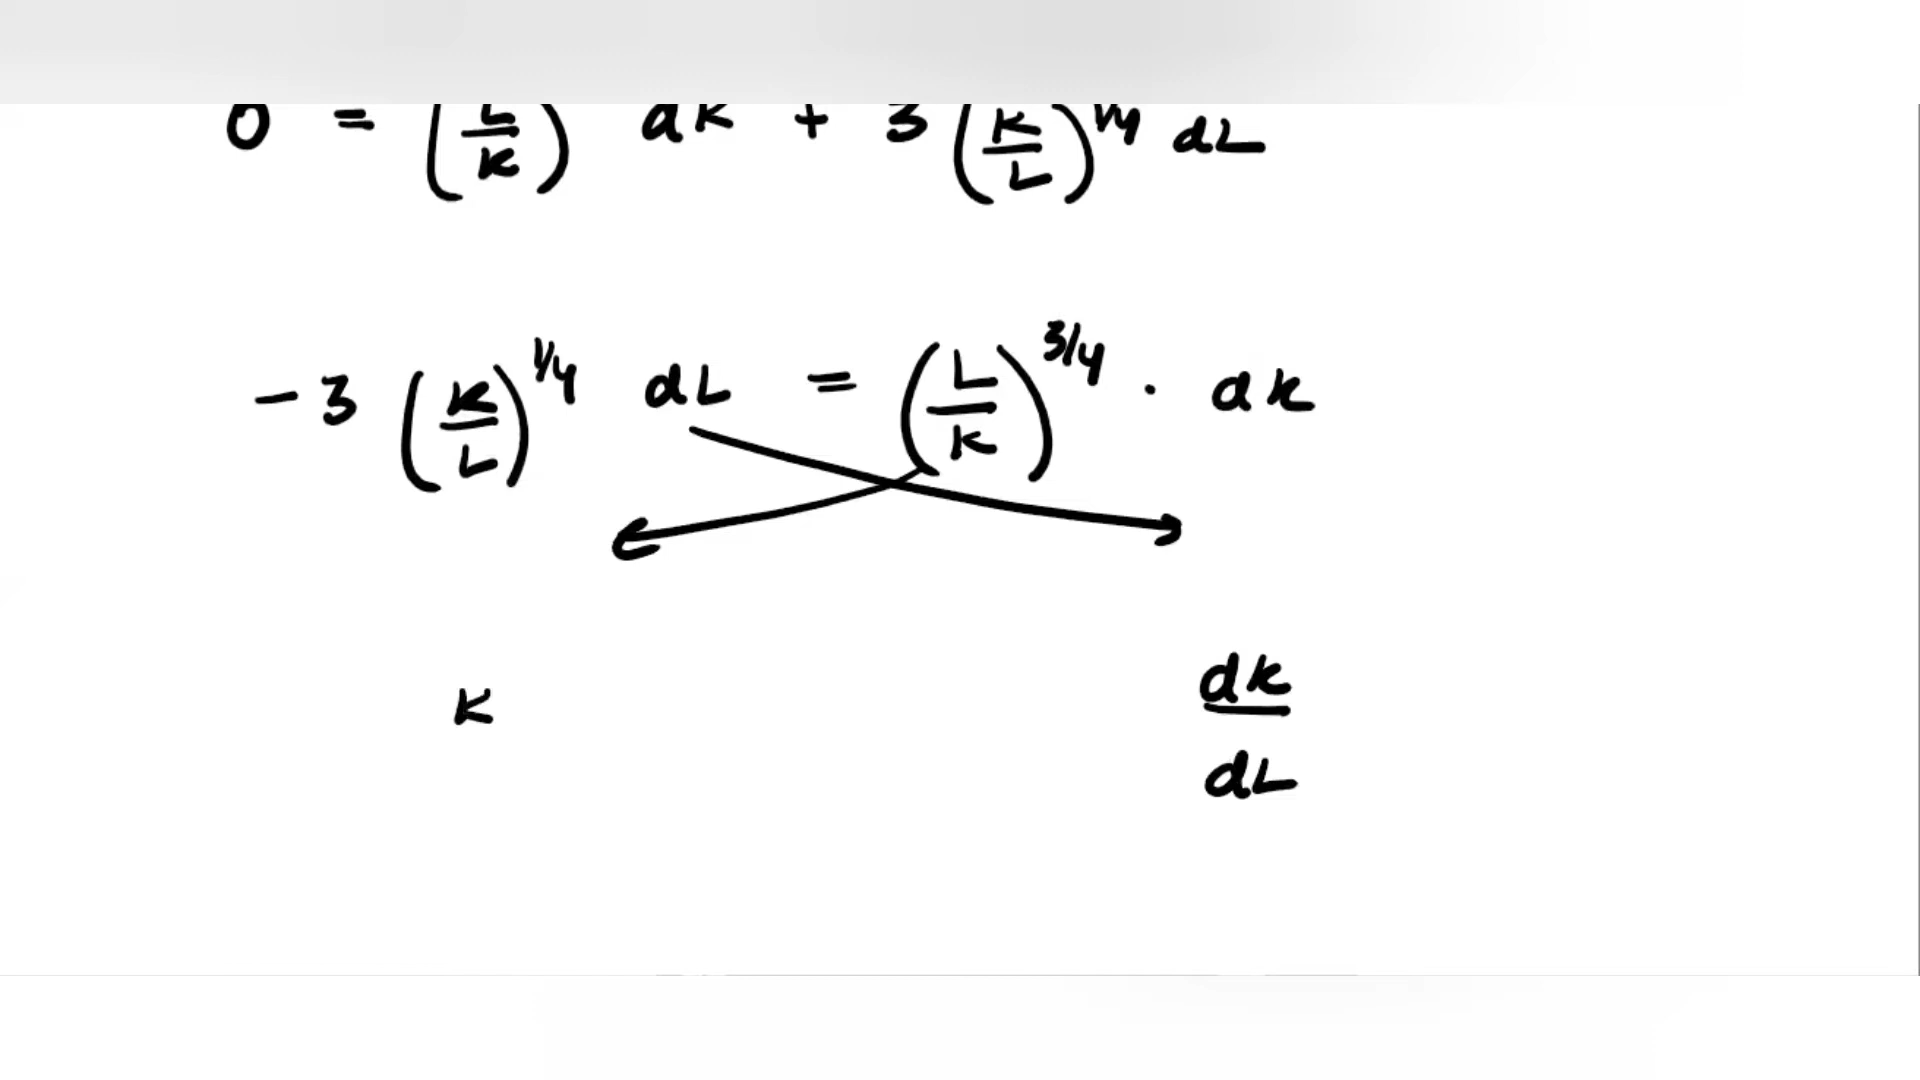 0 = (L/K) dK + 3 (K/L)^1/4 dL
-3 (K/L)^1/4 dL = (L/K)^3/4 · dK
K dK/dL